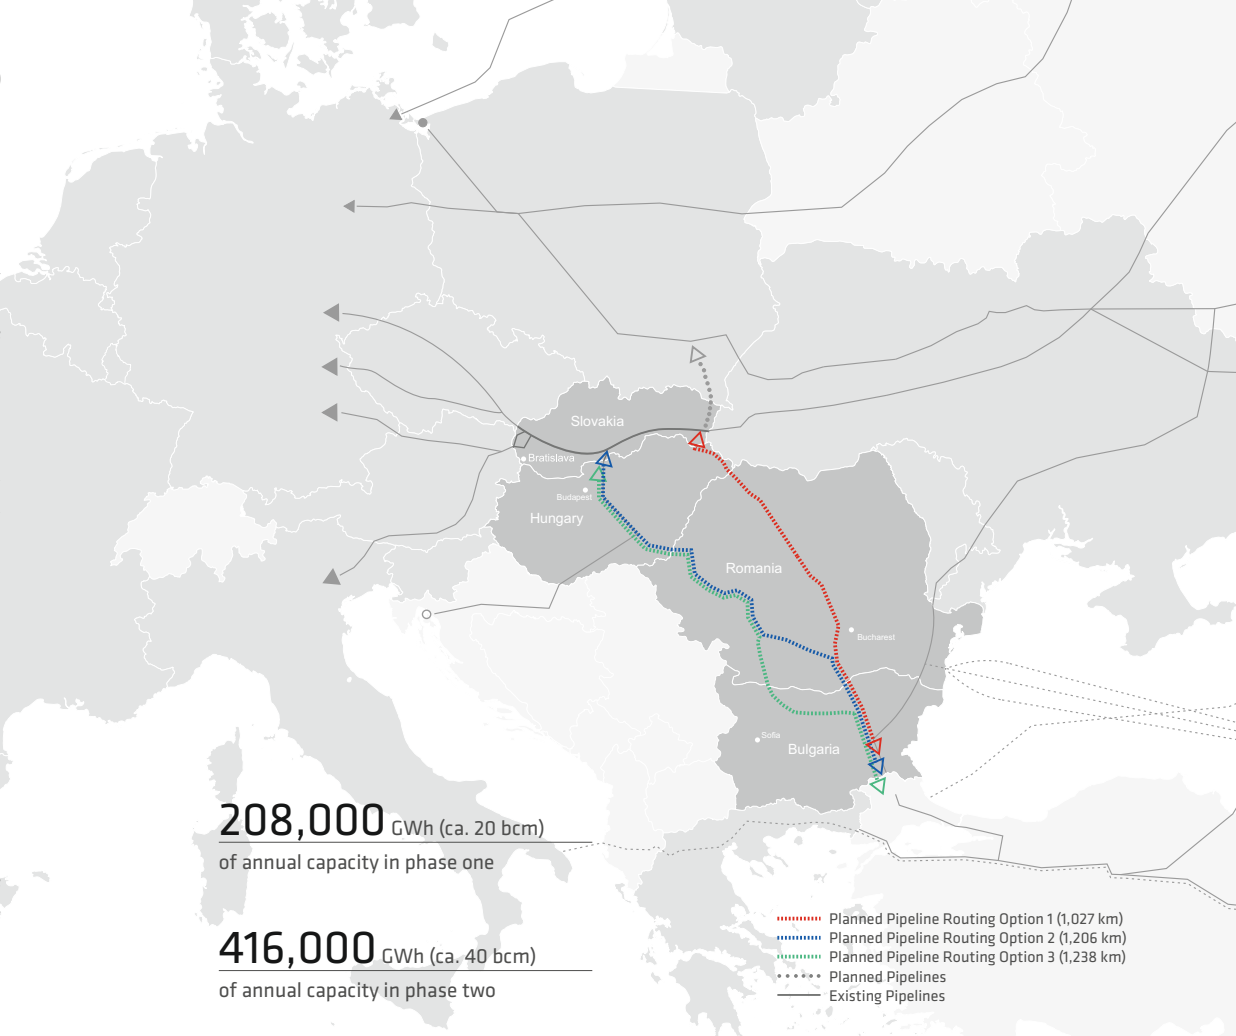 Slovakia
Bratislava
Budapest
Hungary
Romania
Bucharest
Sofia
Bulgaria
208,000 GWh (ca. 20 bcm)
of annual capacity in phase one
416,000 GWh (ca. 40 bcm)
of annual capacity in phase two
Planned Pipeline Routing Option 1 (1,027 km)
Planned Pipeline Routing Option 2 (1,206 km)
Planned Pipeline Routing Option 3 (1,238 km)
Planned Pipelines
Existing Pipelines